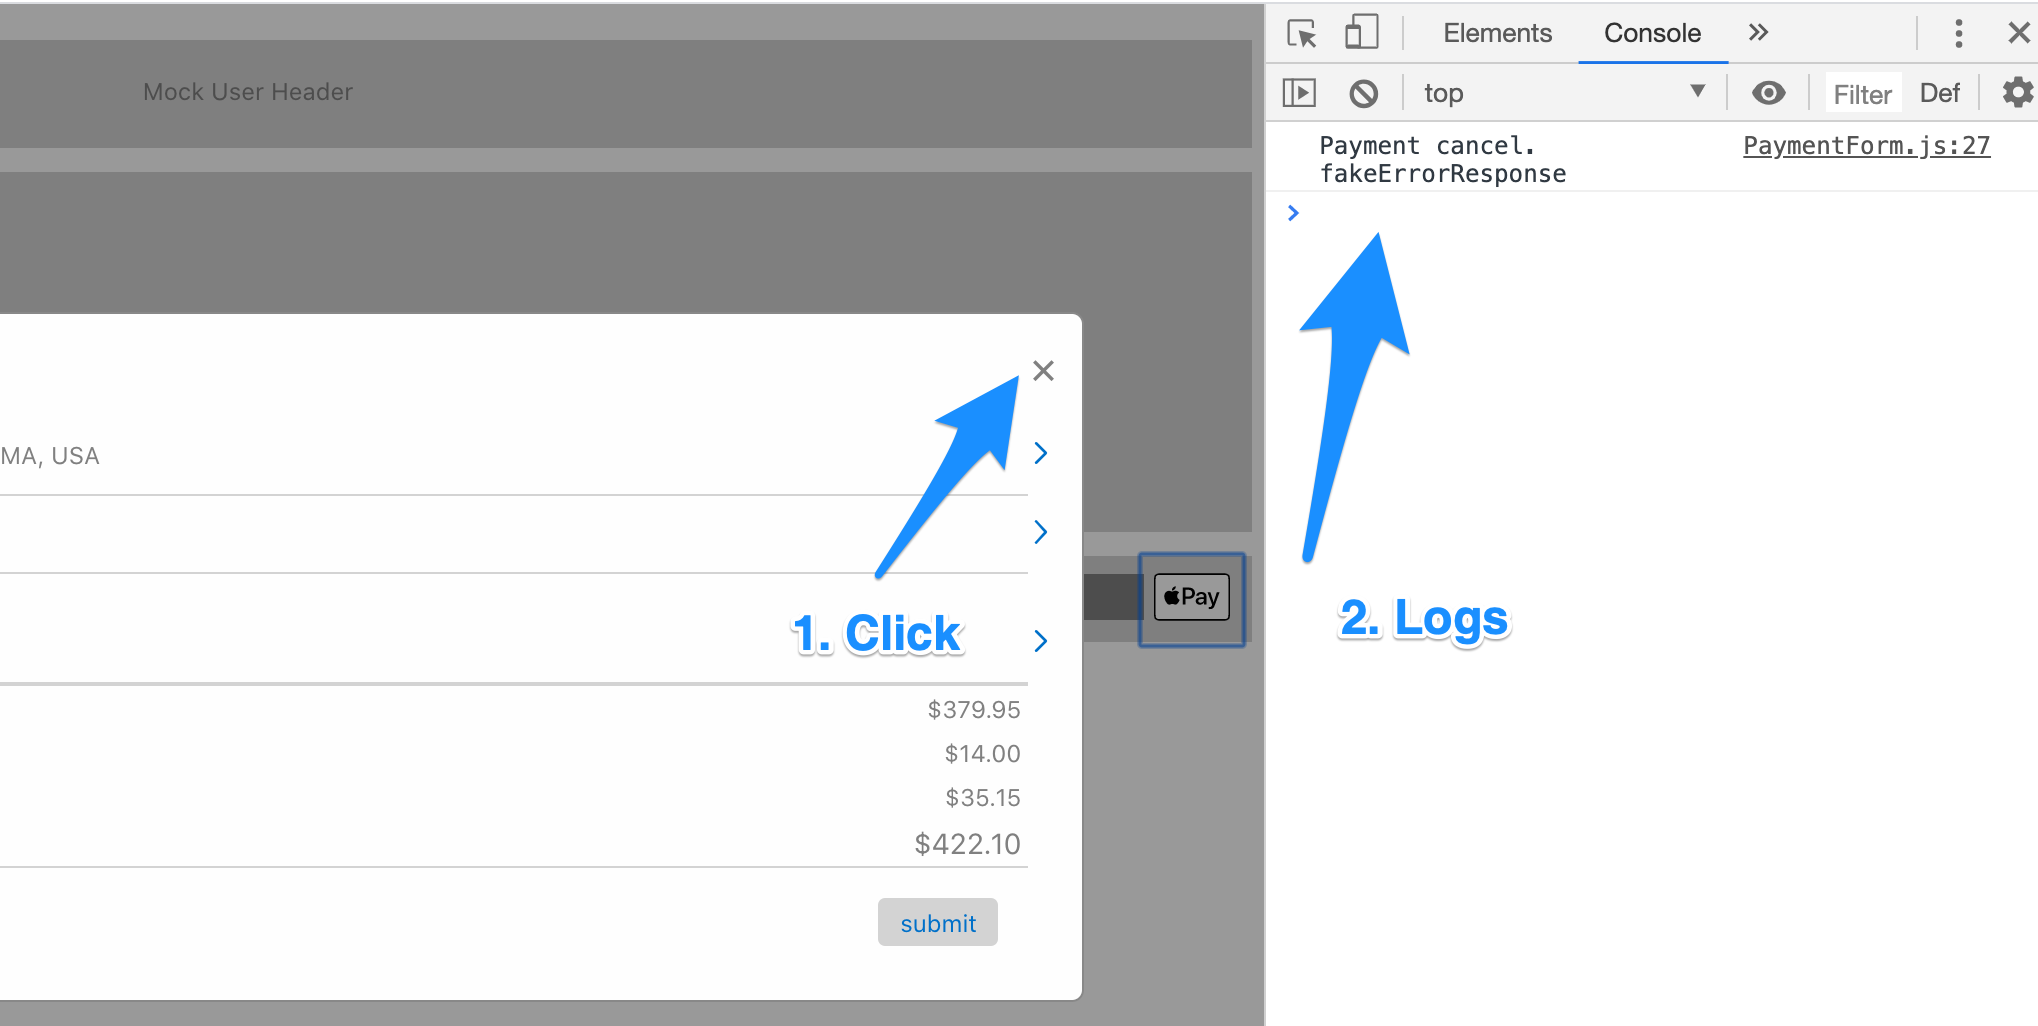 Mock User Header
MA, USA
1. Click
$379.95
$14.00
$35.15
$422.10
submit
Pay
Elements Console
top Filter Def
Payment cancel. PaymentForm.js:27
fakeErrorResponse
2. Logs